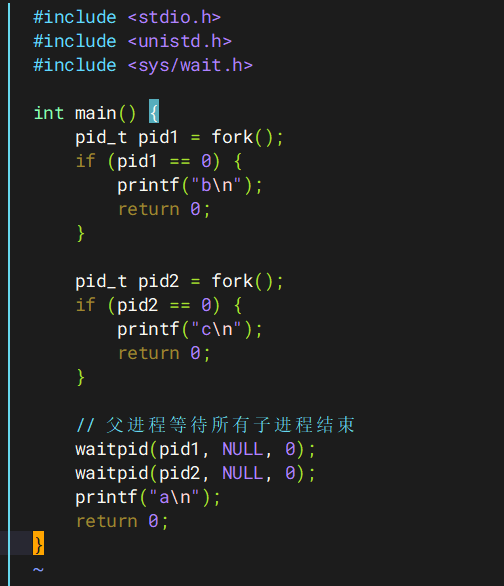 #include <stdio.h>
#include <unistd.h>
#include <sys/wait.h>

int main() {
    pid_t pid1 = fork();
    if (pid1 == 0) {
        printf("b\n");
        return 0;
    }

    pid_t pid2 = fork();
    if (pid2 == 0) {
        printf("c\n");
        return 0;
    }

    // 父进程等待所有子进程结束
    waitpid(pid1, NULL, 0);
    waitpid(pid2, NULL, 0);
    printf("a\n");
    return 0;
}
~